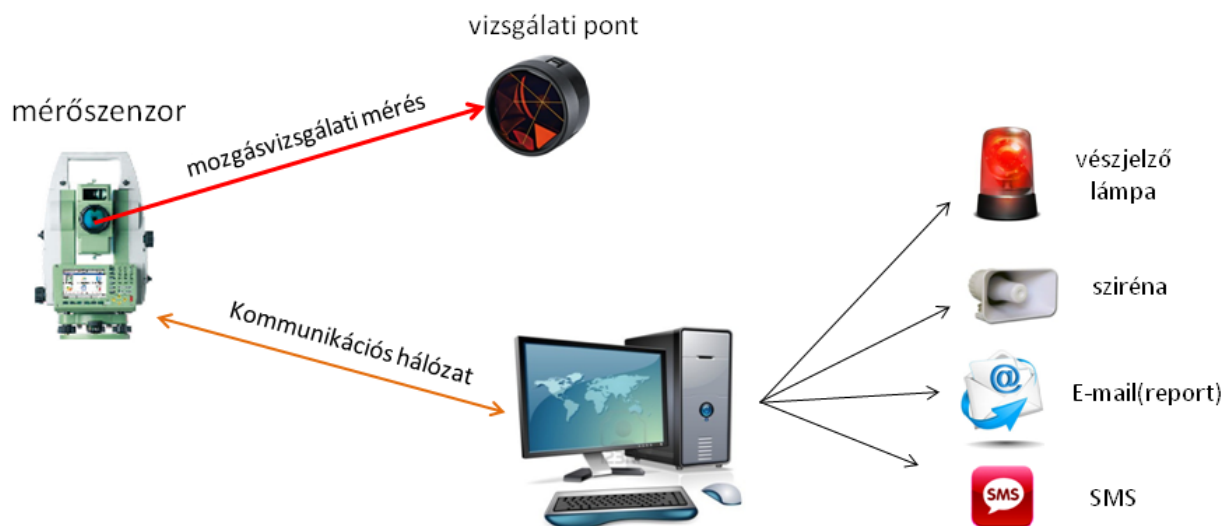 vizsgálati pont
mérőszenzor
mozgásvizsgálati mérés
Kommunikációs hálózat
vészjelző
lámpa
sziréna
@
E-mail(report)
SMS
SMS